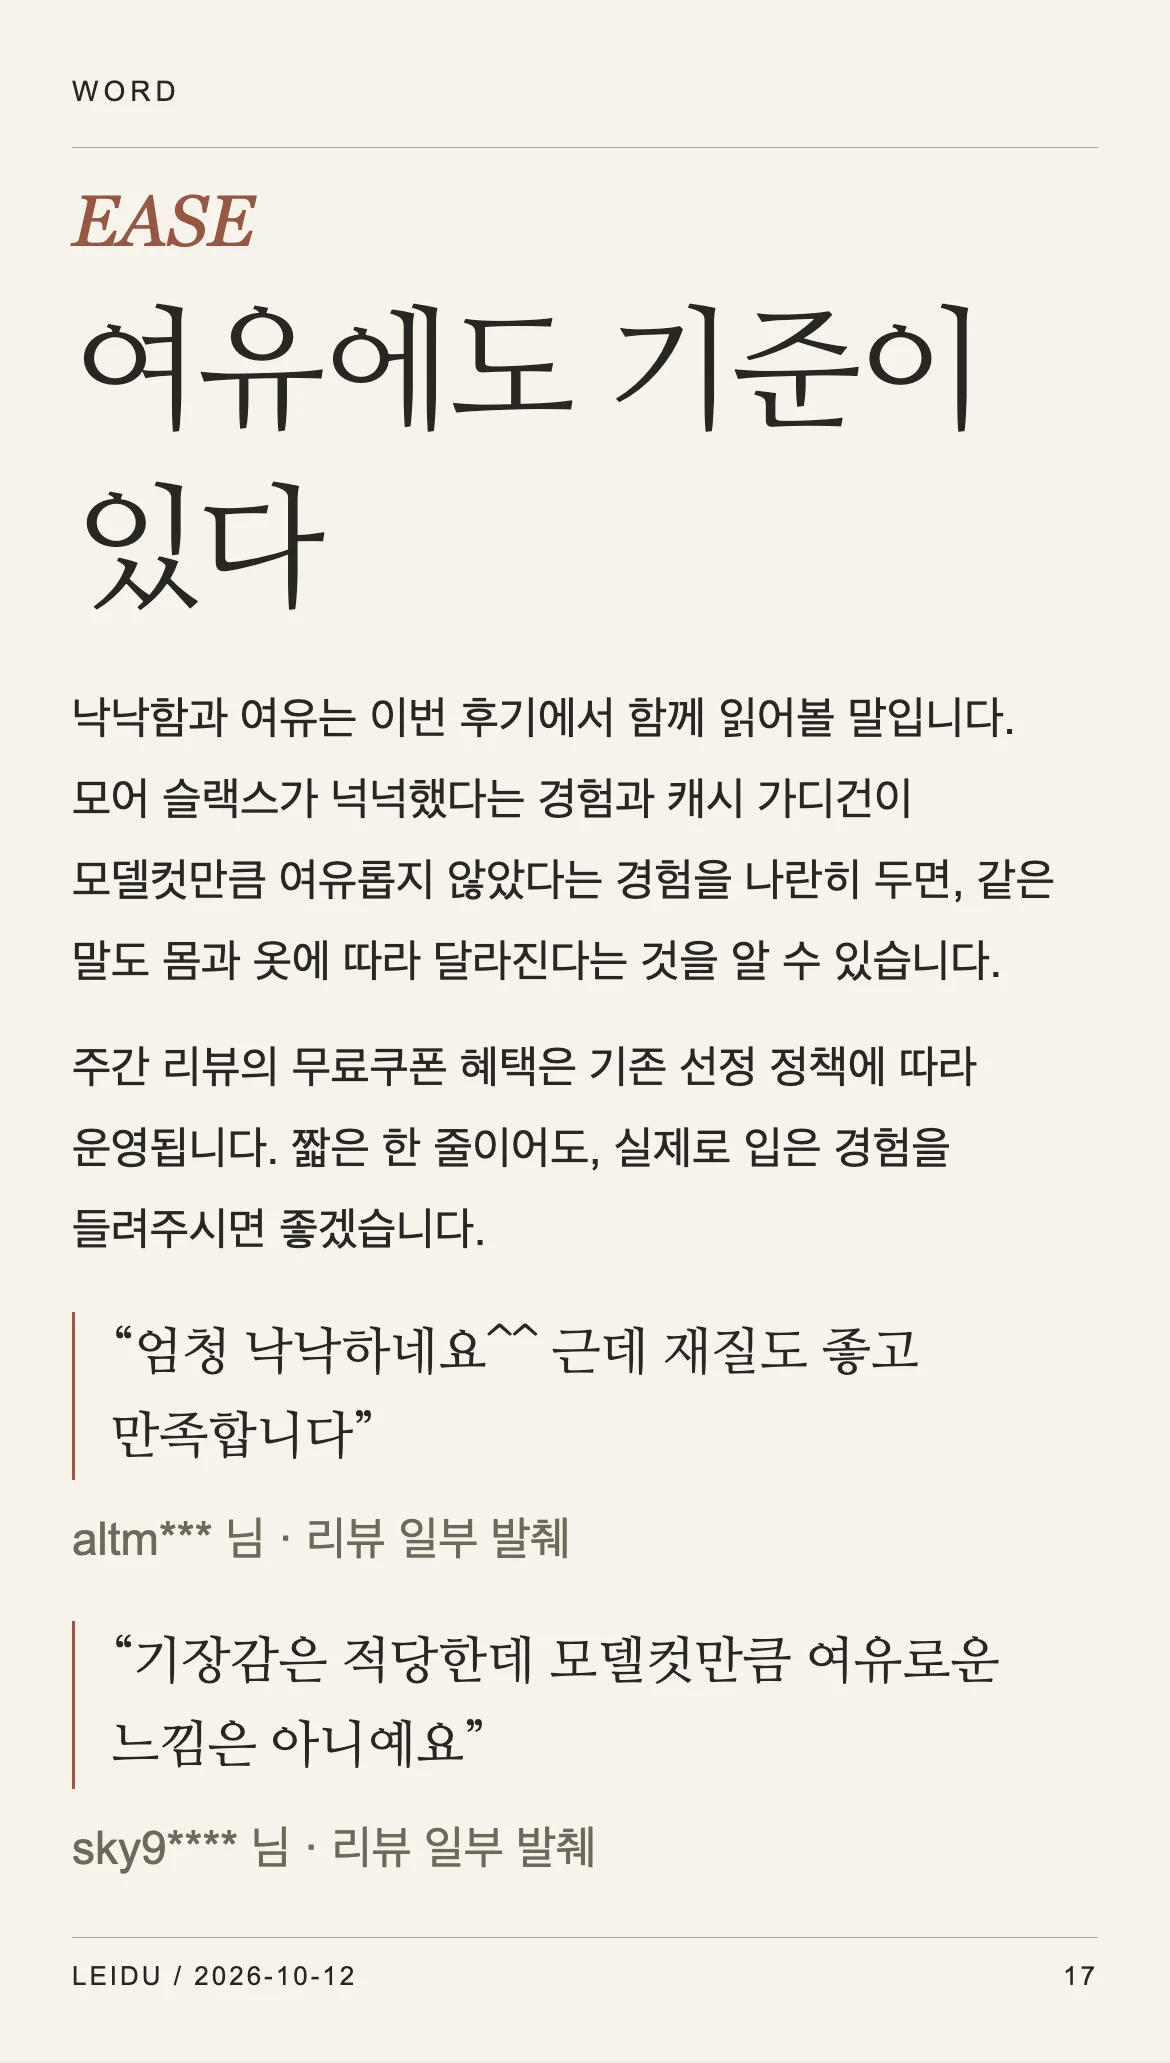 WORD
EASE
여유에도 기준이
있다
낙낙함과 여유는 이번 후기에서 함께 읽어볼 말입니다.
모어 슬랙스가 넉넉했다는 경험과 캐시 가디건이
모델컷만큼 여유롭지 않았다는 경험을 나란히 두면, 같은
말도 몸과 옷에 따라 달라진다는 것을 알 수 있습니다.
주간 리뷰의 무료쿠폰 혜택은 기존 선정 정책에 따라
운영됩니다. 짧은 한 줄이어도, 실제로 입은 경험을
들려주시면 좋겠습니다.
“엄청 낙낙하네요^^ 근데 재질도 좋고
만족합니다”
altm*** 님 · 리뷰 일부 발췌
“기장감은 적당한데 모델컷만큼 여유로운
느낌은 아니예요”
sky9**** 님 · 리뷰 일부 발췌
LEIDU / 2026-10-12
17